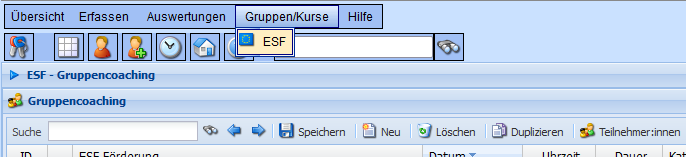 Übersicht Erfassen Auswertungen Gruppen/Kurse Hilfe
ESF
ESF - Gruppencoaching
Gruppencoaching
Suche Speichern Neu Löschen Duplizieren Teilnehmer:innen
ID ESF Förderung Datum Uhrzeit Dauer Kat